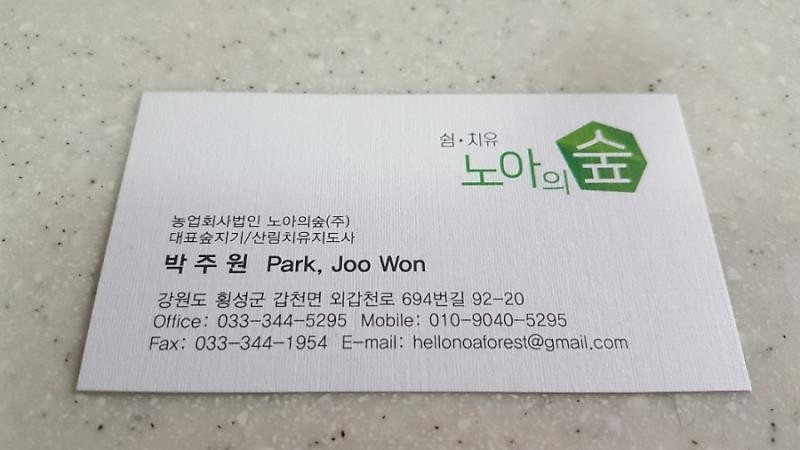 쉼·치유
노아의숲
농업회사법인 노아의숲(주)
대표숲지기/산림치유지도사
박 주 원 Park, Joo Won
강원도 횡성군 갑천면 외갑천로 694번길 92-20
Office: 033-344-5295 Mobile: 010-9040-5295
Fax: 033-344-1954 E-mail: hellonoaforest@gmail.com